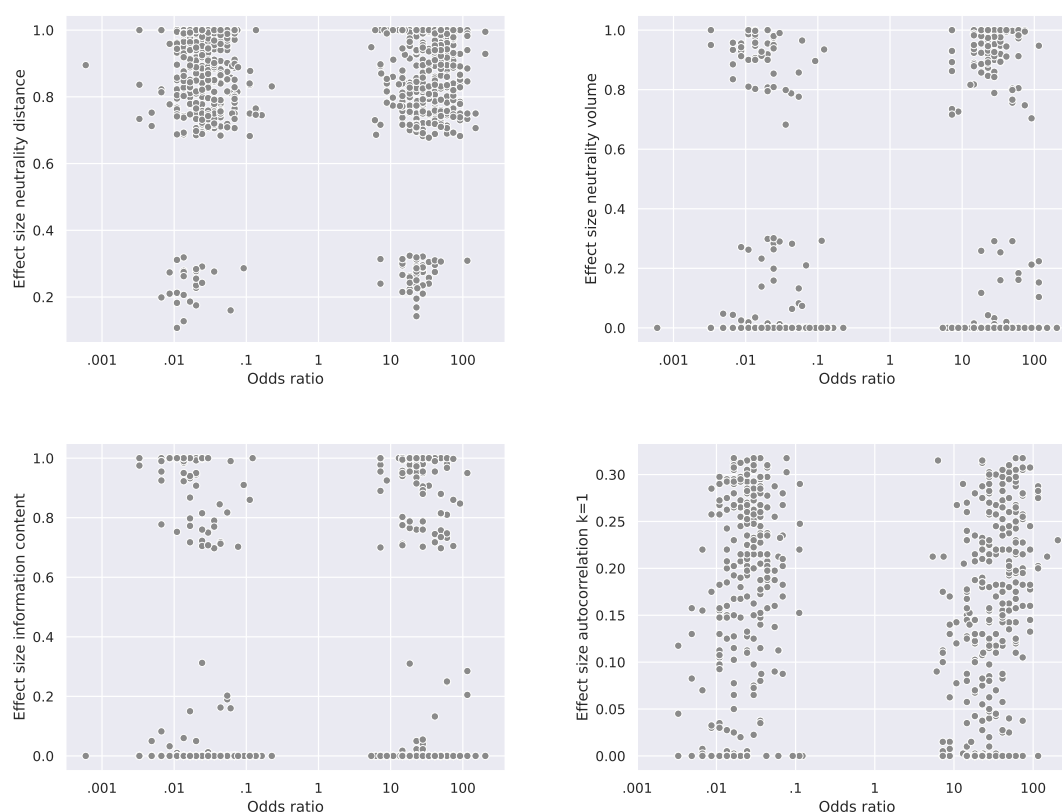 Effect size neutrality distance
1.0
0.8
0.6
0.4
0.2
.001 .01 .1 1 10 100
Odds ratio
Effect size neutrality volume
1.0
0.8
0.6
0.4
0.2
0.0
.001 .01 .1 1 10 100
Odds ratio
Effect size information content
1.0
0.8
0.6
0.4
0.2
0.0
.001 .01 .1 1 10 100
Odds ratio
Effect size autocorrelation k=1
0.30
0.25
0.20
0.15
0.10
0.05
0.00
.001 .01 .1 1 10 100
Odds ratio